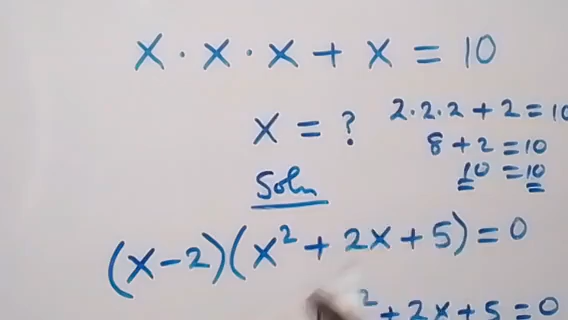 x · x · x + x = 10
x = ?
2·2·2 + 2 = 10
8 + 2 = 10
10 = 10
Soln
(x-2)(x² + 2x + 5) = 0
² + 2x + 5 = 0